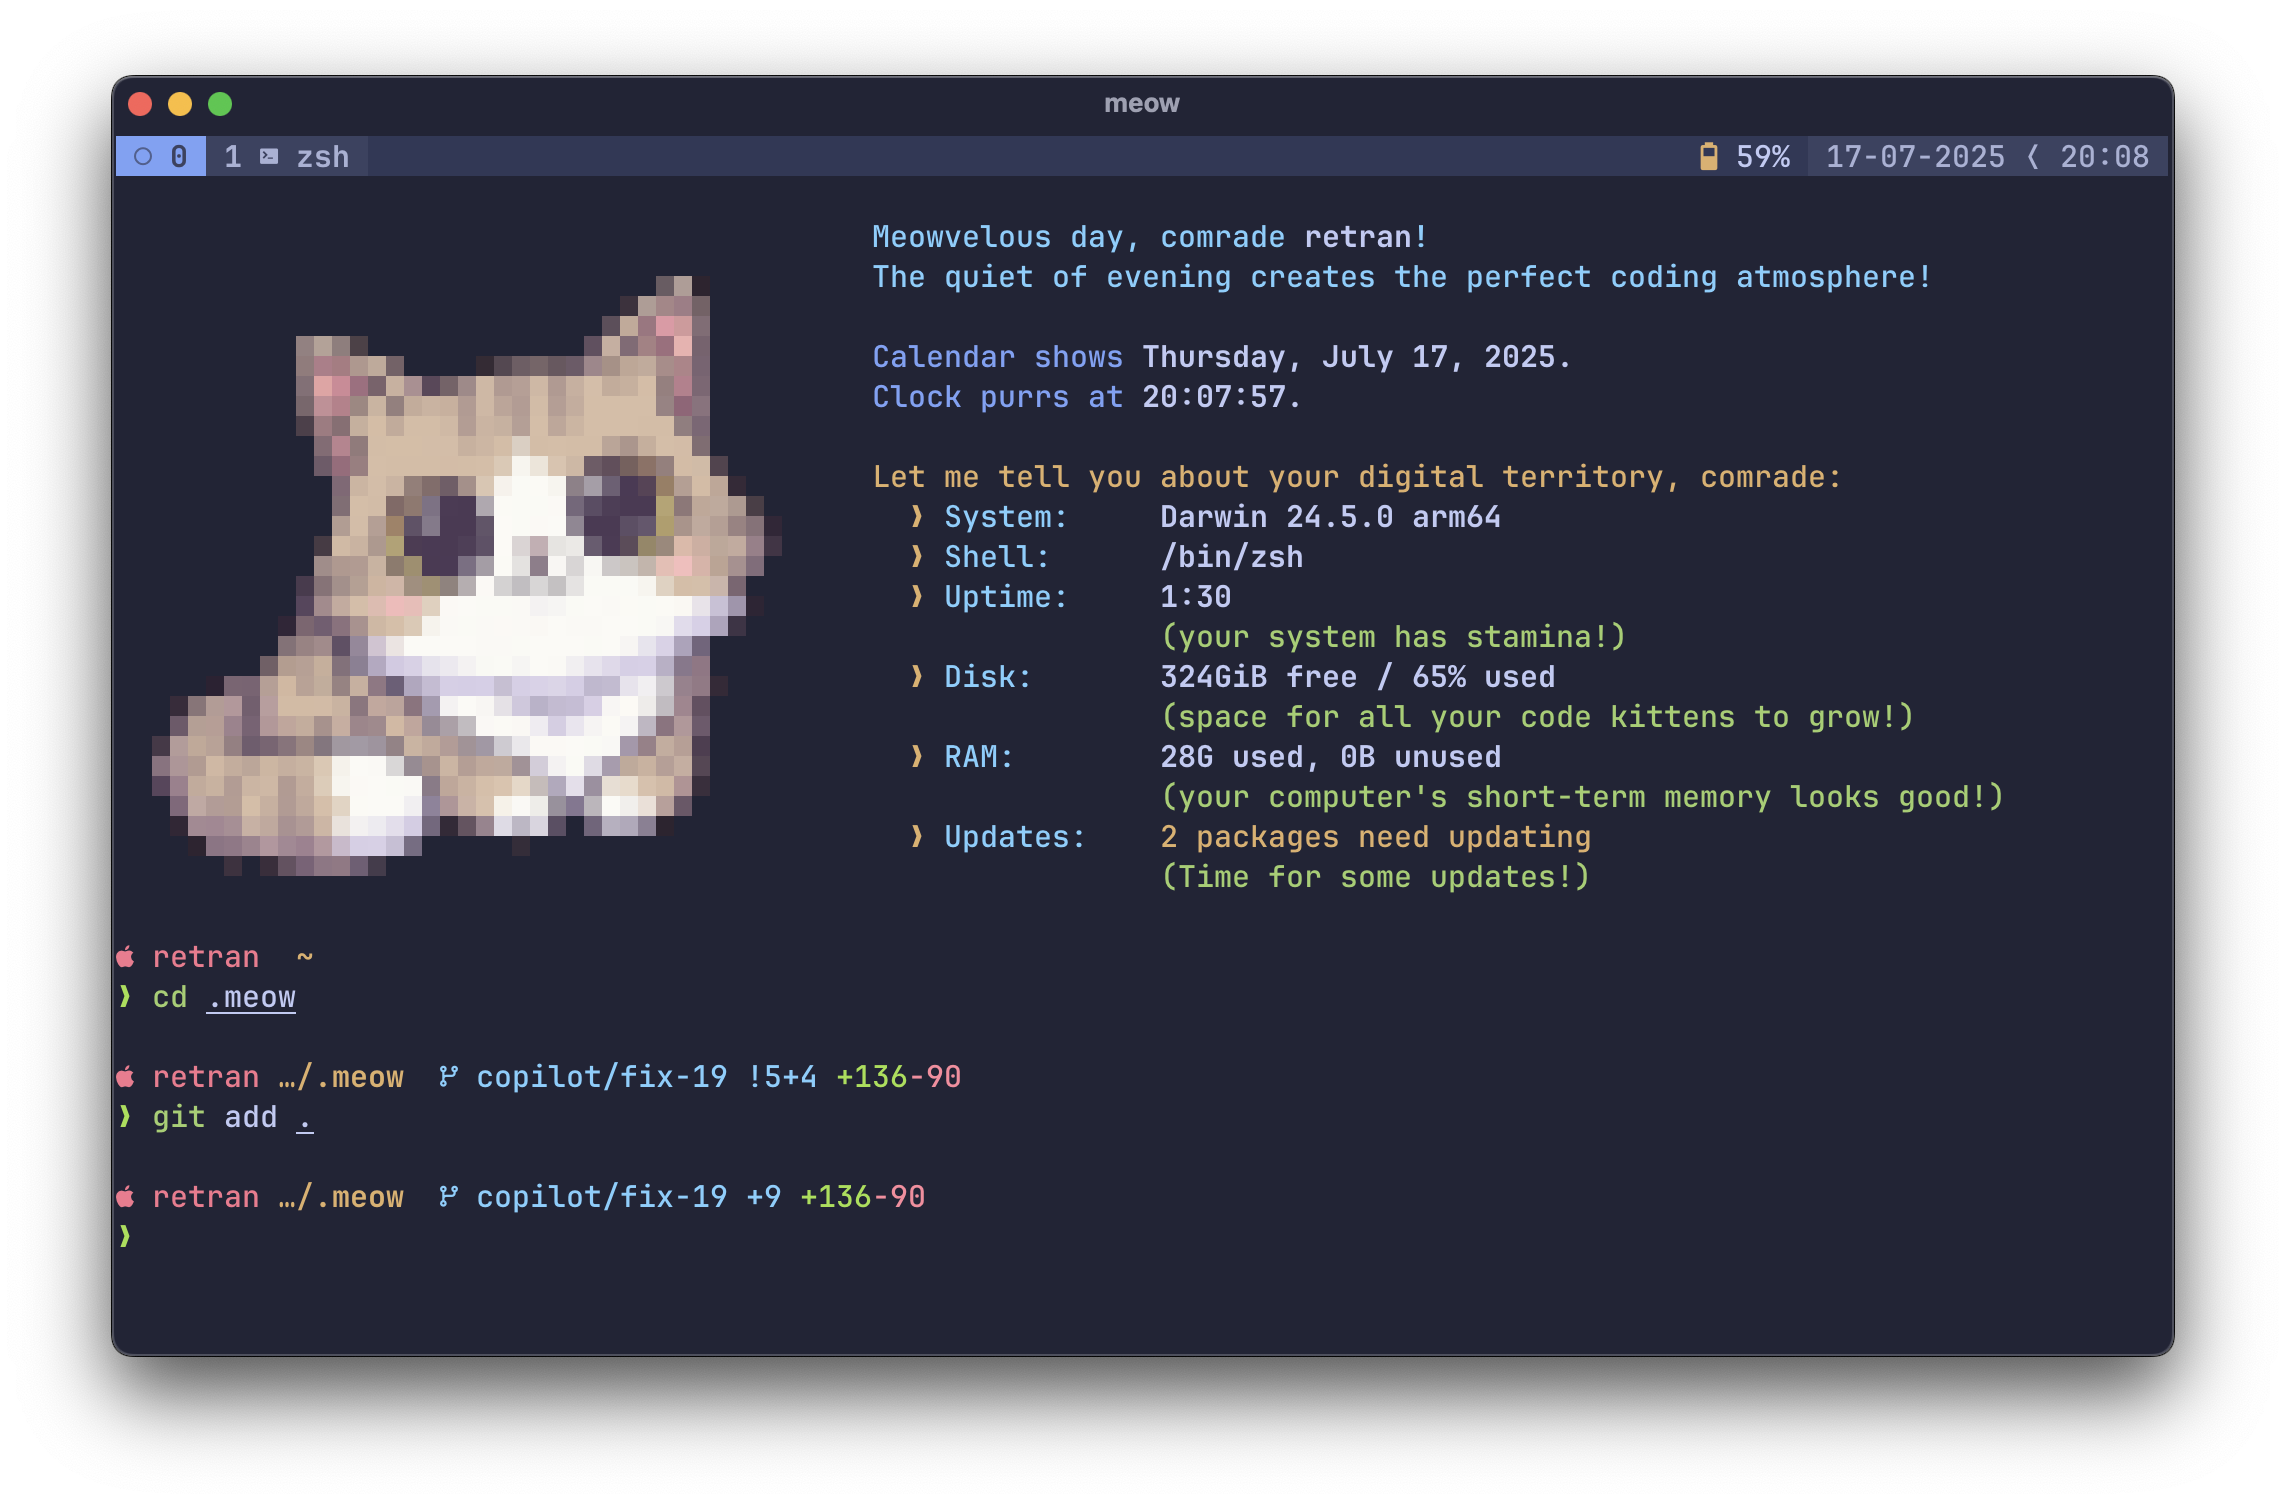 meow
0 1 zsh 59% 17-07-2025 ⟨ 20:08
Meowvelous day, comrade retran!
The quiet of evening creates the perfect coding atmosphere!
Calendar shows Thursday, July 17, 2025.
Clock purrs at 20:07:57.
Let me tell you about your digital territory, comrade:
❱ System: Darwin 24.5.0 arm64
❱ Shell: /bin/zsh
❱ Uptime: 1:30
(your system has stamina!)
❱ Disk: 324GiB free / 65% used
(space for all your code kittens to grow!)
❱ RAM: 28G used, 0B unused
(your computer's short-term memory looks good!)
❱ Updates: 2 packages need updating
(Time for some updates!)
retran ~
❱ cd .meow
retran …/.meow copilot/fix-19 !5+4 +136-90
❱ git add .
retran …/.meow copilot/fix-19 +9 +136-90
❱